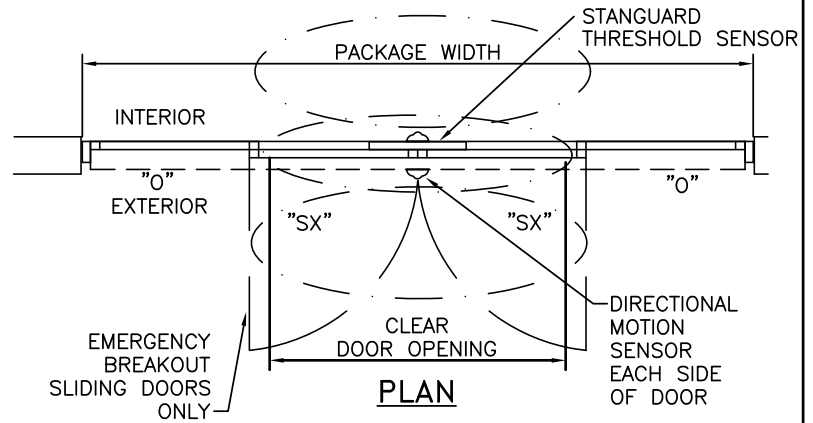 STANGUARD
THRESHOLD SENSOR
PACKAGE WIDTH
INTERIOR
"O"
"O"
EXTERIOR
"SX"
"SX"
DIRECTIONAL
MOTION
SENSOR
EACH SIDE
OF DOOR
CLEAR
DOOR OPENING
EMERGENCY
BREAKOUT
SLIDING DOORS
ONLY
PLAN